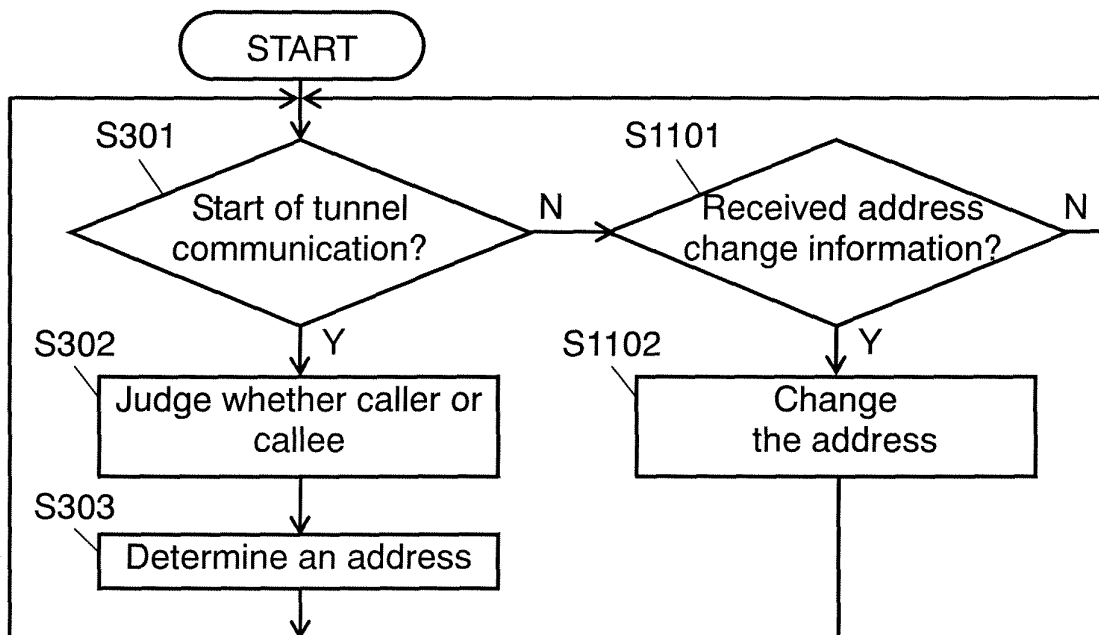 START
S301
Start of tunnel
communication?
N
Y
S1101
Received address
change information?
N
Y
S302
Judge whether caller or
callee
S1102
Change
the address
S303
Determine an address